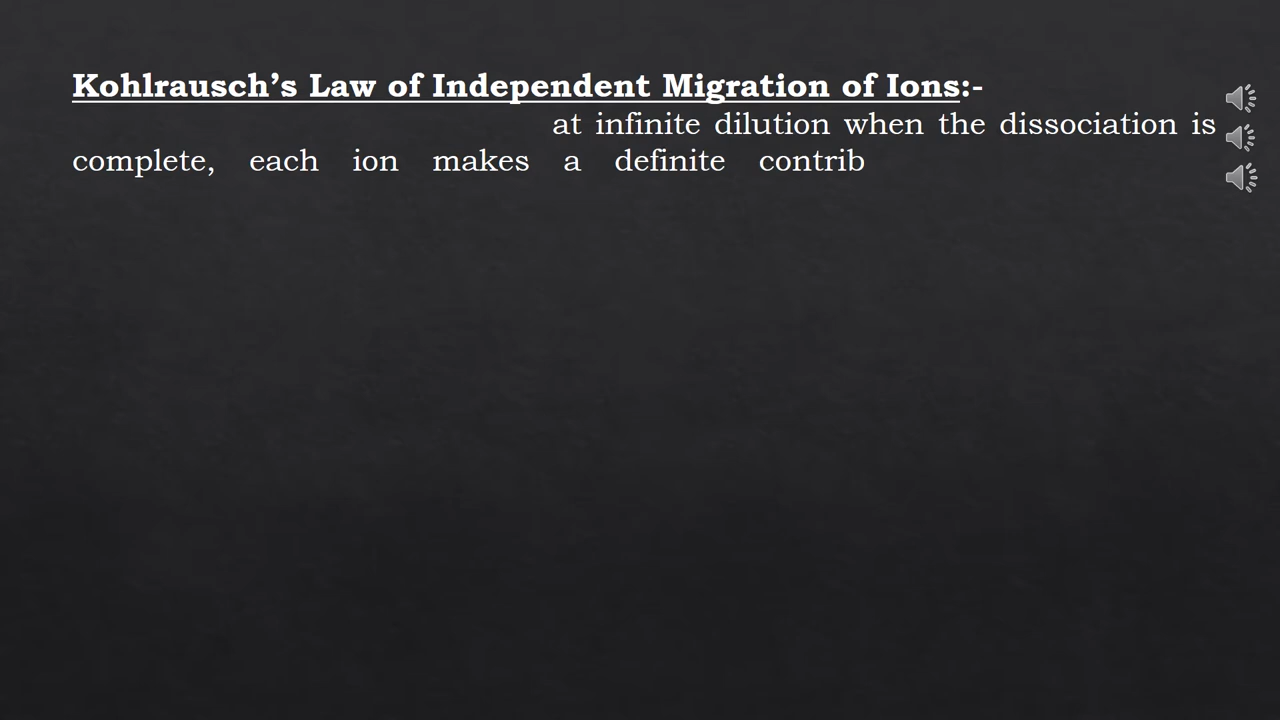 Kohlrausch’s Law of Independent Migration of Ions:-
at infinite dilution when the dissociation is
complete, each ion makes a definite contrib